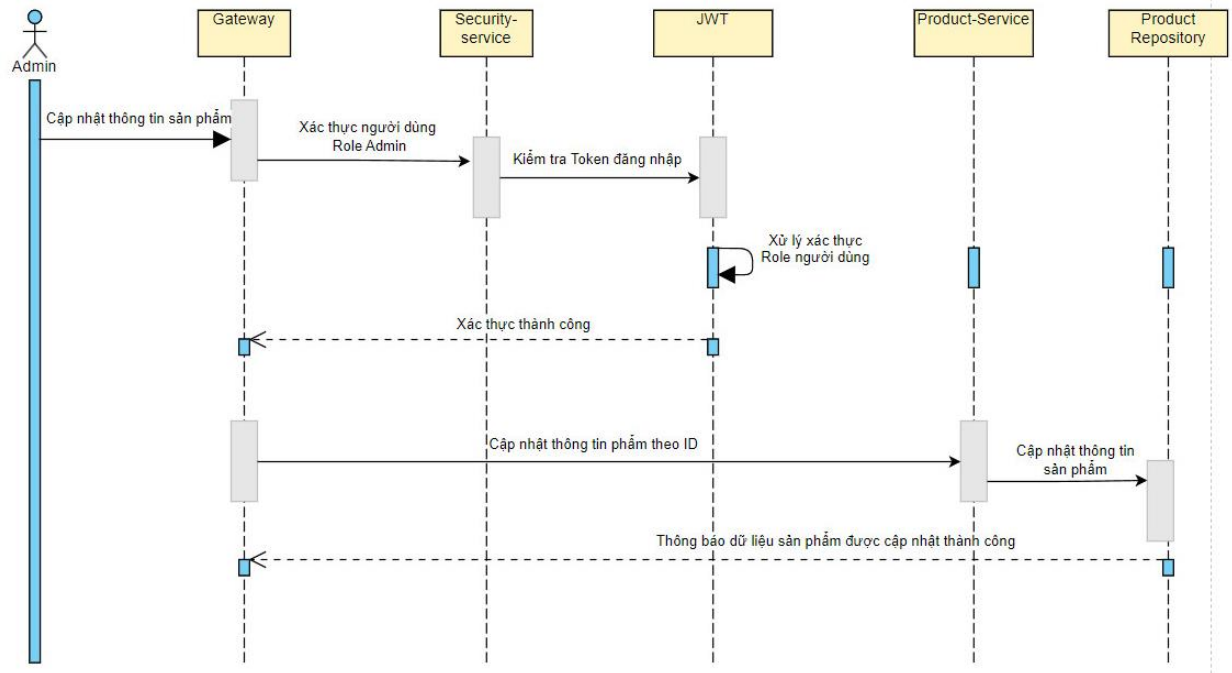 Gateway
Security-
service
JWT
Product-Service
Product
Repository
Admin
Cập nhật thông tin sản phẩm
Xác thực người dùng
Role Admin
Kiểm tra Token đăng nhập
Xử lý xác thực
Role người dùng
Xác thực thành công
Cập nhật thông tin phẩm theo ID
Cập nhật thông tin
sản phẩm
Thông báo dữ liệu sản phẩm được cập nhật thành công